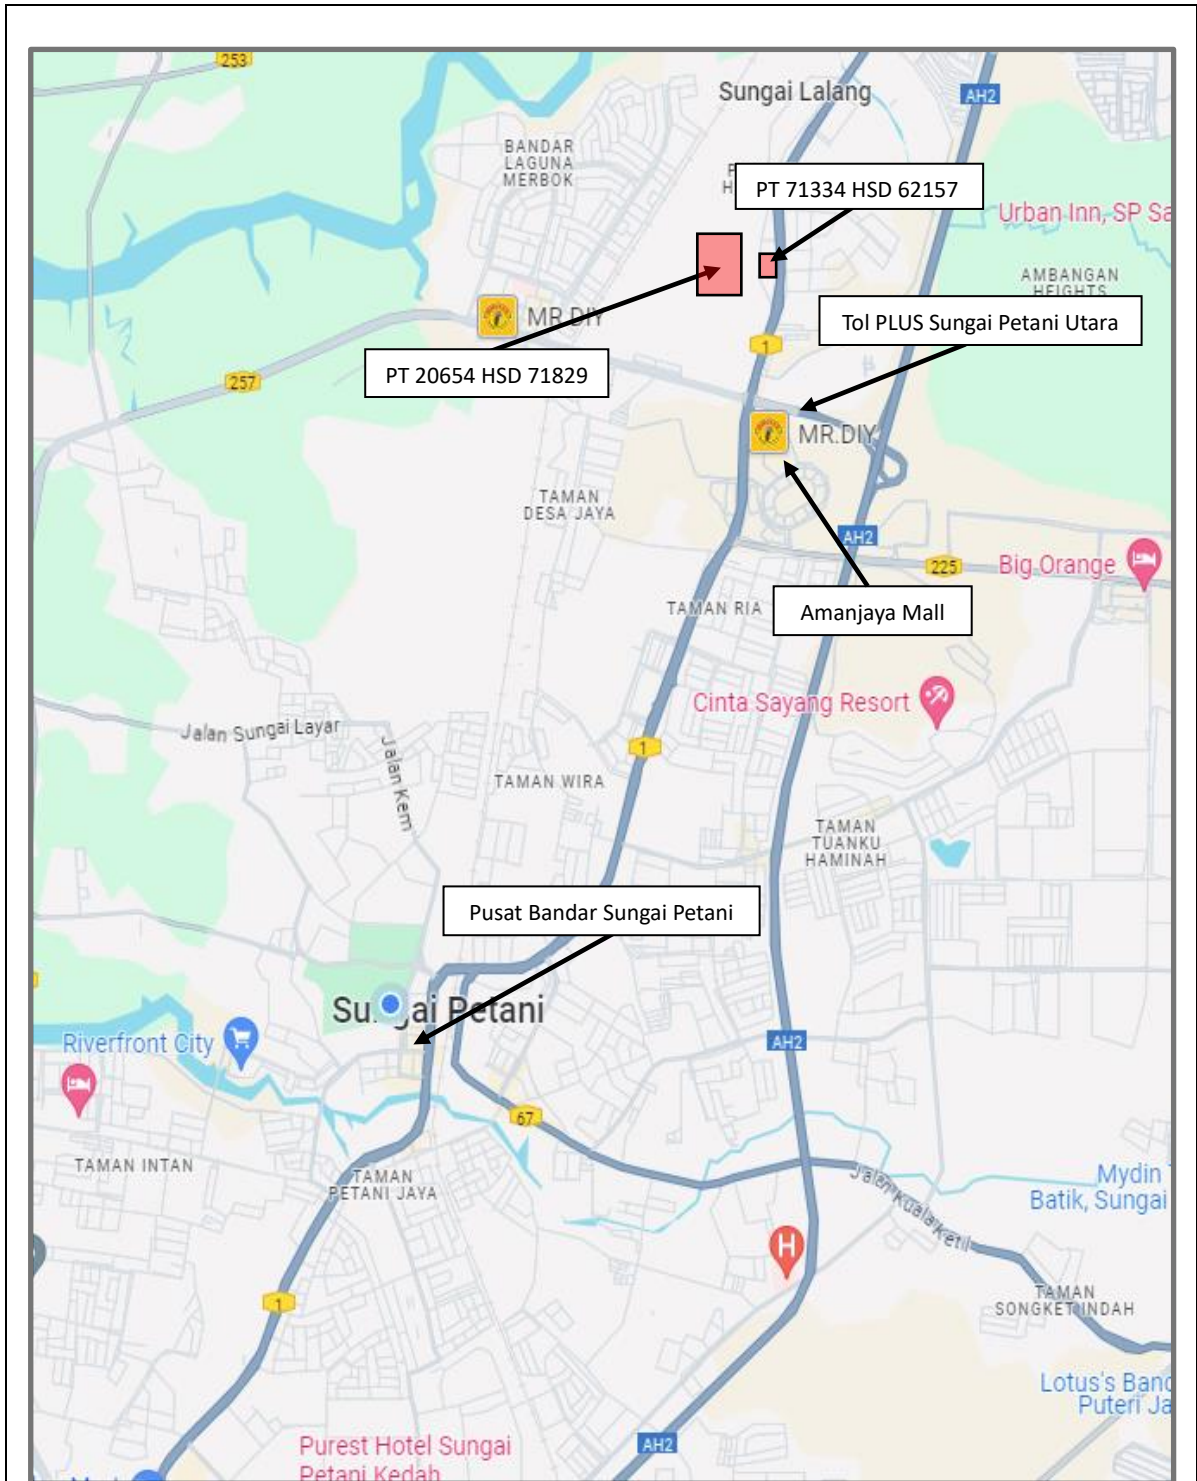 253
Sungai Lalang
AH2
BANDAR
LAGUNA
MERBOK
PT 71334 HSD 62157
Urban Inn, SP Sa
AMBANGAN
HEIGHTS
MR.DIY
Tol PLUS Sungai Petani Utara
1
PT 20654 HSD 71829
257
MR.DIY
TAMAN
DESA JAYA
AH2
225
Big Orange
TAMAN RIA
Amanjaya Mall
Cinta Sayang Resort
Jalan Sungai Layar
Jalan Kem
1
TAMAN WIRA
TAMAN
TUANKU
HAMINAH
Pusat Bandar Sungai Petani
Petani
Riverfront City
AH2
67
TAMAN INTAN
TAMAN
PETANI JAYA
Mydin
Batik, Sungai
Jalan Kuala Ketil
H
1
TAMAN
SONGKET INDAH
Lotus's Band
Puteri Ja
Purest Hotel Sungai
Petani Kedah
AH2